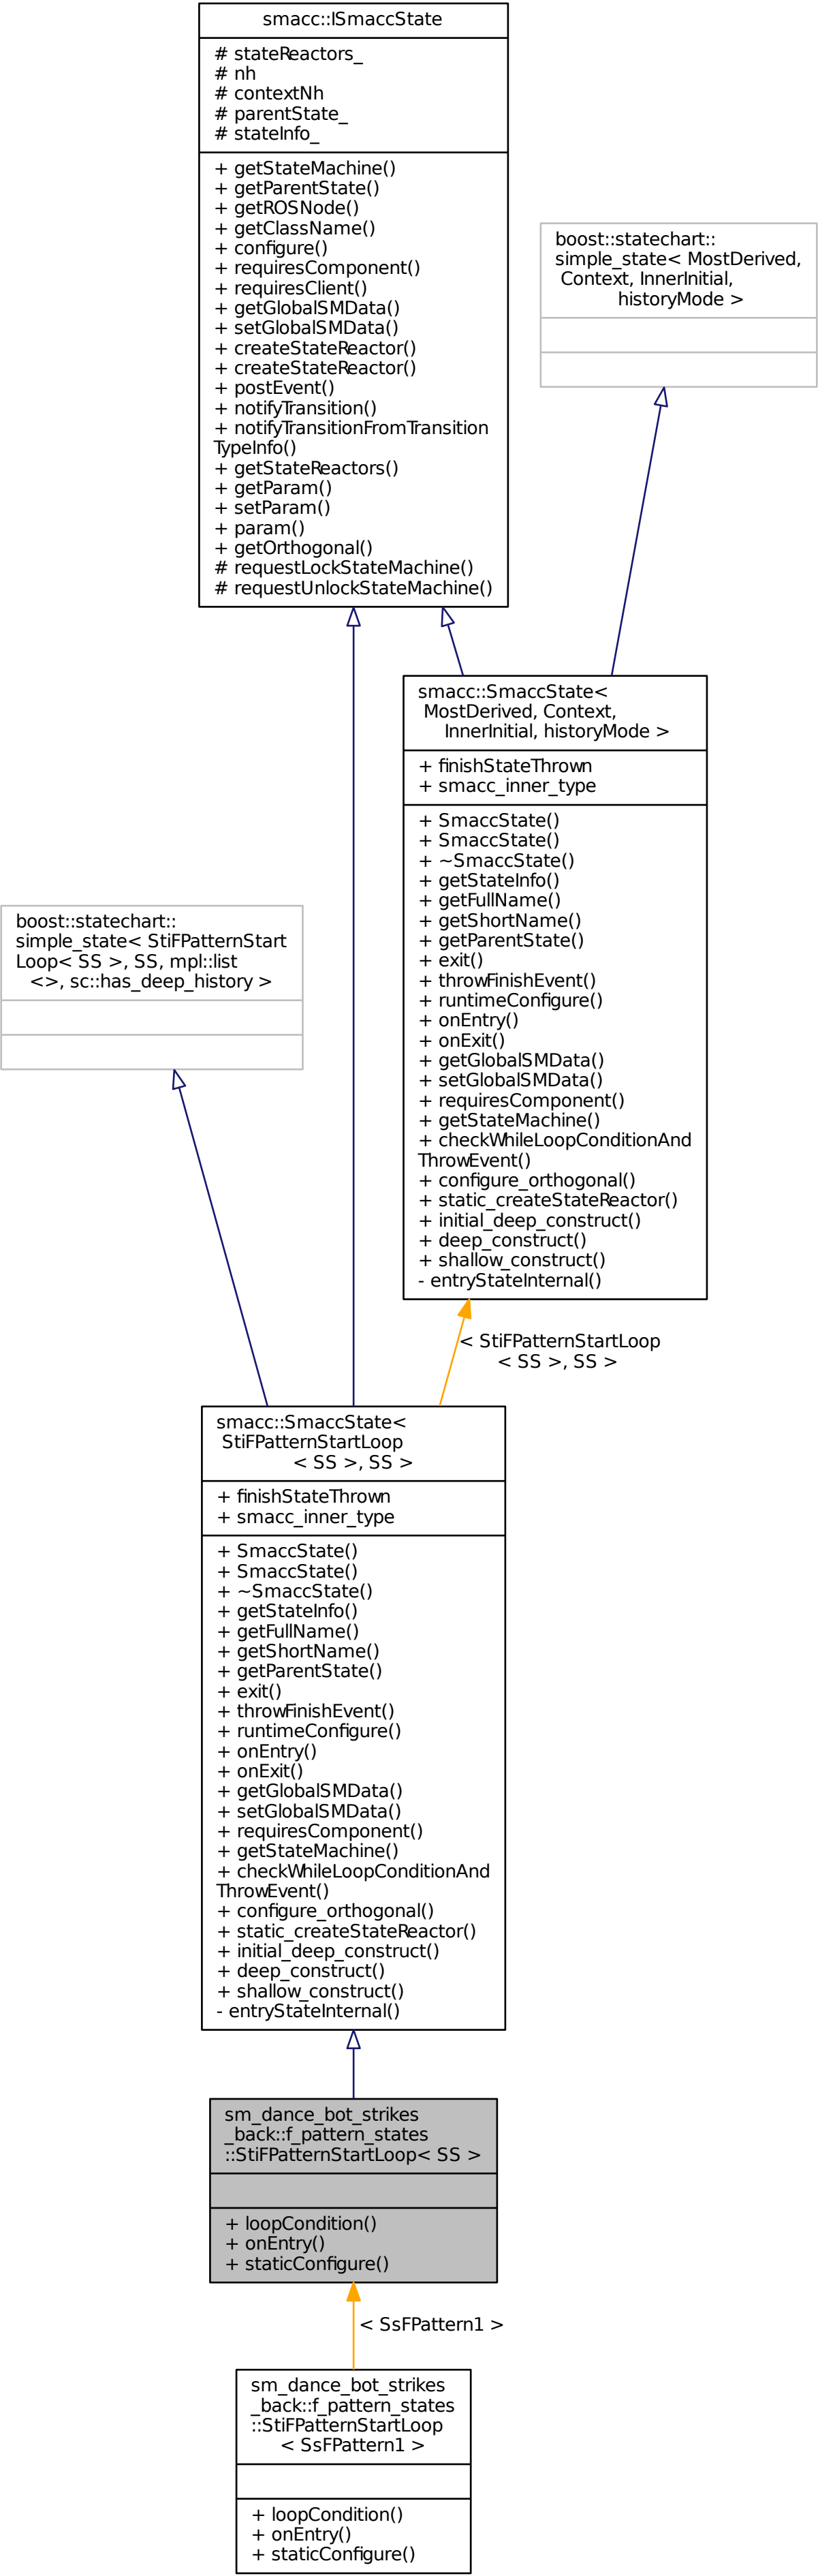 smacc::ISmaccState
# stateReactors_
# nh
# contextNh
# parentState_
# stateInfo_
+ getStateMachine()
+ getParentState()
+ getROSNode()
+ getClassName()
+ configure()
+ requiresComponent()
+ requiresClient()
+ getGlobalSMData()
+ setGlobalSMData()
+ createStateReactor()
+ createStateReactor()
+ postEvent()
+ notifyTransition()
+ notifyTransitionFromTransition
TypeInfo()
+ getStateReactors()
+ getParam()
+ setParam()
+ param()
+ getOrthogonal()
# requestLockStateMachine()
# requestUnlockStateMachine()
boost::statechart::
simple_state< MostDerived,
Context, InnerInitial,
historyMode >
smacc::SmaccState<
MostDerived, Context,
InnerInitial, historyMode >
+ finishStateThrown
+ smacc_inner_type
+ SmaccState()
+ SmaccState()
+ ~SmaccState()
+ getStateInfo()
+ getFullName()
+ getShortName()
+ getParentState()
+ exit()
+ throwFinishEvent()
+ runtimeConfigure()
+ onEntry()
+ onExit()
+ getGlobalSMData()
+ setGlobalSMData()
+ requiresComponent()
+ getStateMachine()
+ checkWhileLoopConditionAnd
ThrowEvent()
+ configure_orthogonal()
+ static_createStateReactor()
+ initial_deep_construct()
+ deep_construct()
+ shallow_construct()
- entryStateInternal()
boost::statechart::
simple_state< StiFPatternStart
Loop< SS >, SS, mpl::list
<>, sc::has_deep_history >
< StiFPatternStartLoop
< SS >, SS >
smacc::SmaccState<
StiFPatternStartLoop
< SS >, SS >
+ finishStateThrown
+ smacc_inner_type
+ SmaccState()
+ SmaccState()
+ ~SmaccState()
+ getStateInfo()
+ getFullName()
+ getShortName()
+ getParentState()
+ exit()
+ throwFinishEvent()
+ runtimeConfigure()
+ onEntry()
+ onExit()
+ getGlobalSMData()
+ setGlobalSMData()
+ requiresComponent()
+ getStateMachine()
+ checkWhileLoopConditionAnd
ThrowEvent()
+ configure_orthogonal()
+ static_createStateReactor()
+ initial_deep_construct()
+ deep_construct()
+ shallow_construct()
- entryStateInternal()
sm_dance_bot_strikes
_back::f_pattern_states
::StiFPatternStartLoop< SS >
+ loopCondition()
+ onEntry()
+ staticConfigure()
< SsFPattern1 >
sm_dance_bot_strikes
_back::f_pattern_states
::StiFPatternStartLoop
< SsFPattern1 >
+ loopCondition()
+ onEntry()
+ staticConfigure()